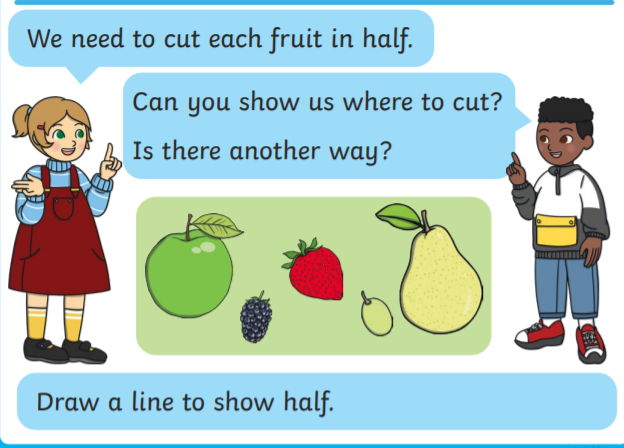 We need to cut each fruit in half.
Can you show us where to cut?
Is there another way?
Draw a line to show half.